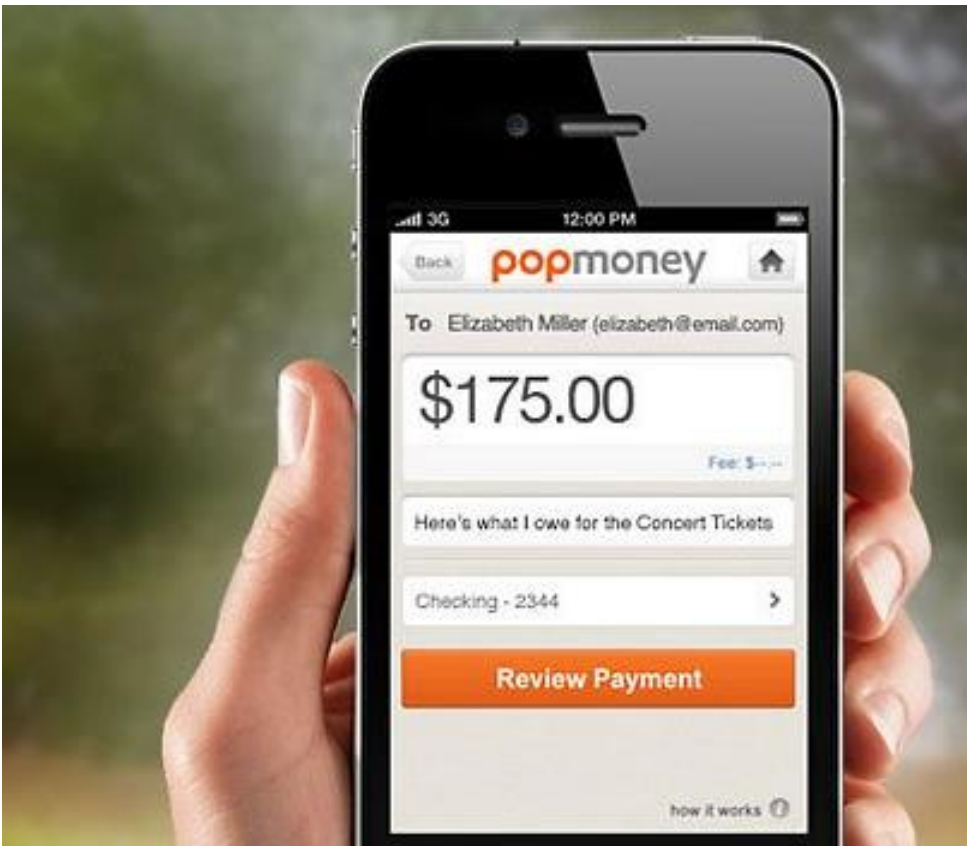 3G 12:00 PM
Back popmoney
To Elizabeth Miller (elizabeth@email.com)
$175.00
Fee: $--.--
Here's what I owe for the Concert Tickets
Checking - 2344
Review Payment
how it works